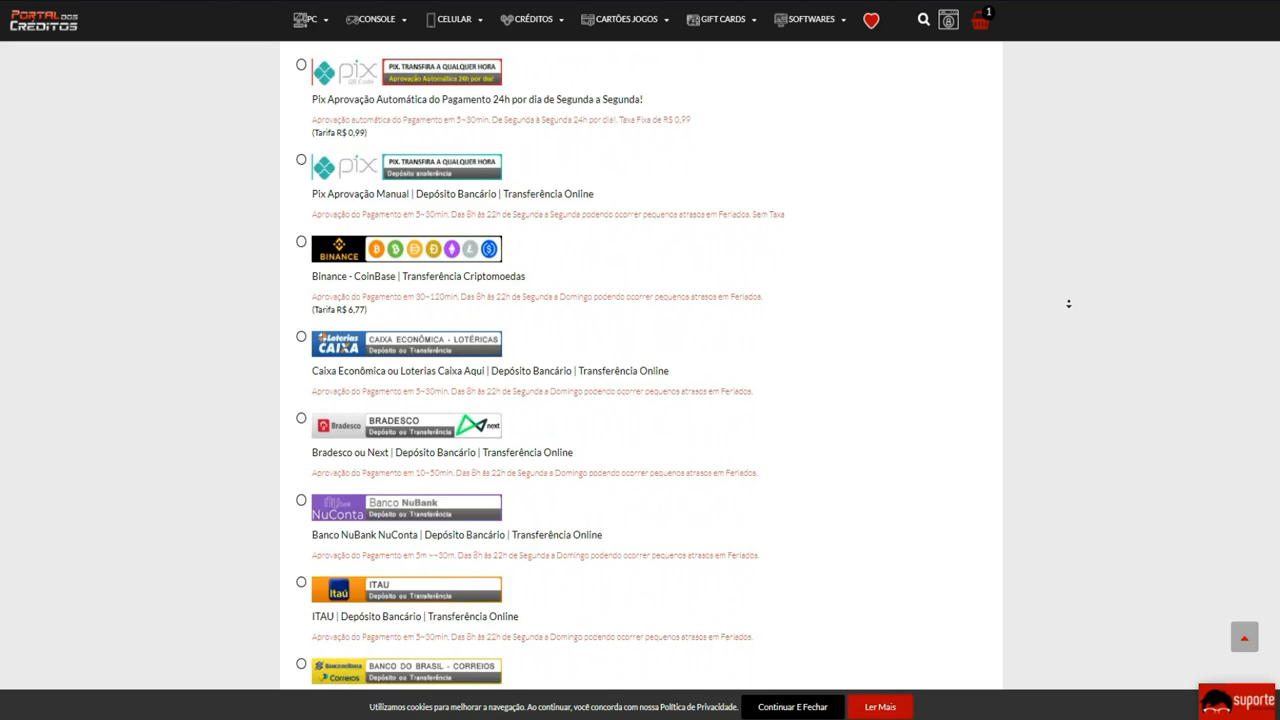 PORTAL DOS CRÉDITOS
PC
CONSOLE
CELULAR
CRÉDITOS
CARTÕES JOGOS
GIFT CARDS
SOFTWARES
1
pix
QR Code
PIX. TRANSFIRA A QUALQUER HORA
Aprovação Automática 24h por dia!
Pix Aprovação Automática do Pagamento 24h por dia de Segunda a Segunda!
Aprovação automática do Pagamento em 5~30min. De Segunda à Segunda 24h por dia!. Taxa Fixa de R$ 0,99
(Tarifa R$ 0,99)
pix
PIX. TRANSFIRA A QUALQUER HORA
Pix Aprovação Manual | Depósito Bancário | Transferência Online
Aprovação do Pagamento em 5~30min. Das 8h às 22h de Segunda a Segunda podendo ocorrer pequenos atrasos em Feriados. Sem Taxa
BINANCE
Binance - CoinBase | Transferência Criptomoedas
Aprovação do Pagamento em 30~120min. Das 8h às 22h de Segunda a Domingo podendo ocorrer pequenos atrasos em Feriados.
(Tarifa R$ 6,77)
Loterias CAIXA
CAIXA ECONÔMICA - LOTÉRICAS
Depósito ou Transferência
Caixa Econômica ou Loterias Caixa Aqui | Depósito Bancário | Transferência Online
Aprovação do Pagamento em 5~30min. Das 8h às 22h de Segunda a Domingo podendo ocorrer pequenos atrasos em Feriados.
Bradesco
BRADESCO
Depósito ou Transferência
next
Bradesco ou Next | Depósito Bancário | Transferência Online
Aprovação do Pagamento em 10~50min. Das 8h às 22h de Segunda a Domingo podendo ocorrer pequenos atrasos em Feriados.
NuConta
Banco NuBank
Depósito ou Transferência
Banco NuBank NuConta | Depósito Bancário | Transferência Online
Aprovação do Pagamento em 5m ~~30m. Das 8h às 22h de Segunda a Domingo podendo ocorrer pequenos atrasos em Feriados.
Itaú
ITAU
Depósito ou Transferência
ITAU | Depósito Bancário | Transferência Online
Aprovação do Pagamento em 5~30min. Das 8h às 22h de Segunda a Domingo podendo ocorrer pequenos atrasos em Feriados.
Correios
BANCO DO BRASIL - CORREIOS
Depósito ou Transferência
Utilizamos cookies para melhorar a navegação. Ao continuar, você concorda com nossa Política de Privacidade.
Continuar E Fechar
Ler Mais
suporte